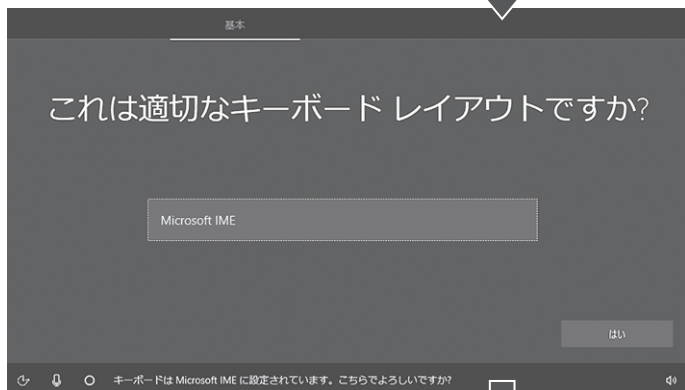 基本
これは適切なキーボード レイアウトですか?
Microsoft IME
はい
キーボードは Microsoft IME に設定されています。こちらでよろしいですか?